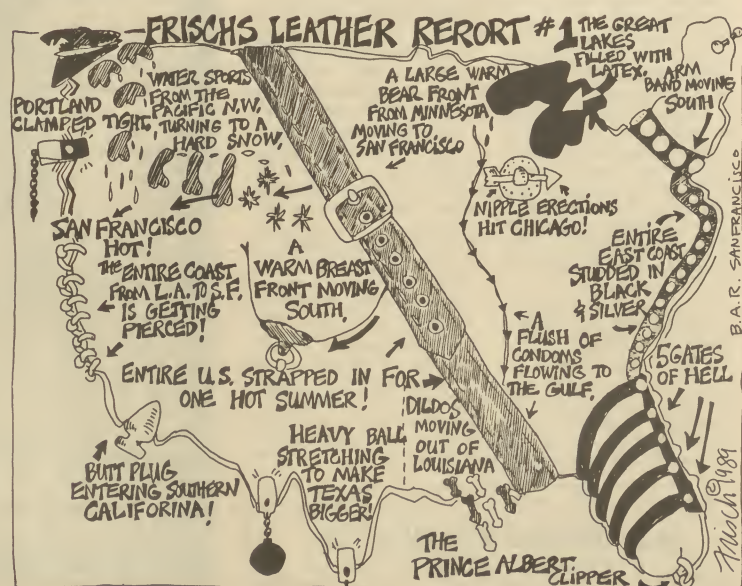 FRISCHS LEATHER RERORT #1
THE GREAT
LAKES
FILLED WITH
LATEX.
ARM
BAND MOVING
SOUTH
PORTLAND
CLAMPED TIGHT.
WATER SPORTS
FROM THE
PACIFIC N.W.
TURNING TO A
HARD SNOW.
A LARGE WARM
BEAR FRONT
FROM MINNESOTA
MOVING TO
SAN FRANCISCO
NIPPLE ERECTIONS
HIT CHICAGO!
SAN FRANCISCO
HOT!
THE ENTIRE COAST
FROM L.A. TO S.F.
IS GETTING
PIERCED!
A
WARM BREAST
FRONT MOVING
SOUTH.
ENTIRE
EAST COAST
STUDDED IN
BLACK
& SILVER
A
FLUSH OF
CONDOMS
FLOWING TO
THE GULF.
5 GATES
OF HELL
ENTIRE U.S. STRAPPED IN FOR
ONE HOT SUMMER!
DILDOS
MOVING
OUT OF
LOUISIANA
HEAVY BALL
STRETCHING
TO MAKE
TEXAS
BIGGER!
BUTT PLUG
ENTERING SOUTHERN
CALIFORINA!
THE
PRINCE ALBERT.
CLIPPER
Frisch © 1989
B.A.R. SANFRANCISCO